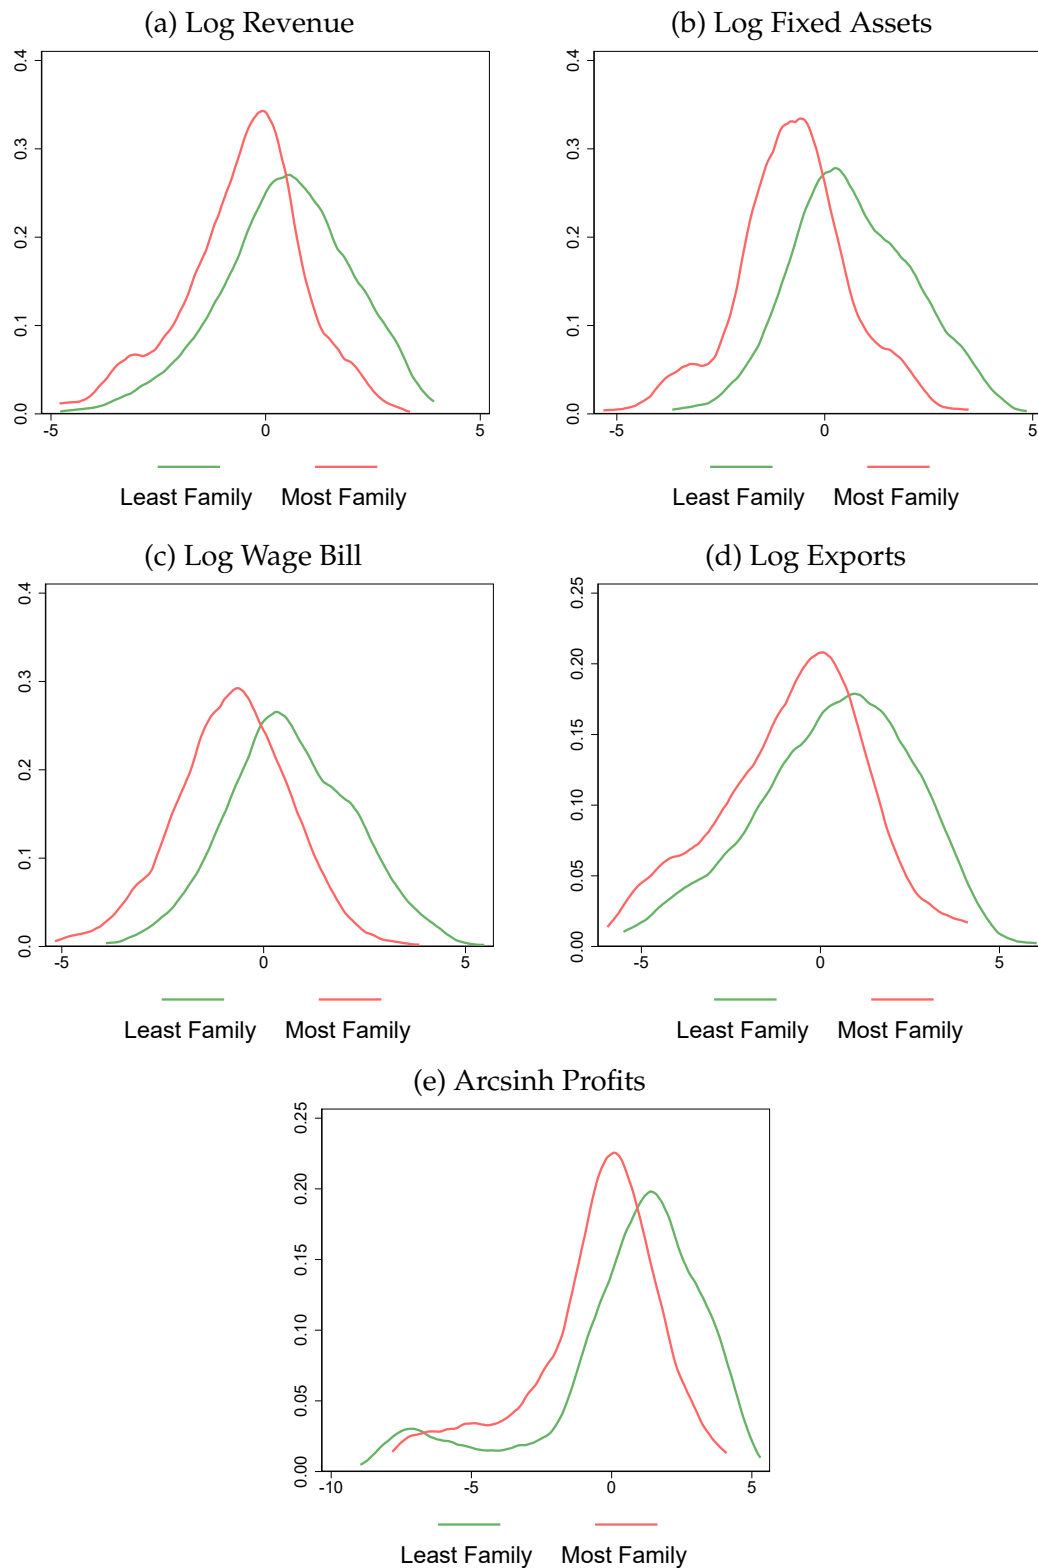 (a) Log Revenue
0.0 0.1 0.2 0.3 0.4
-5 0 5
Least Family Most Family
(b) Log Fixed Assets
0.0 0.1 0.2 0.3 0.4
-5 0 5
Least Family Most Family
(c) Log Wage Bill
0.0 0.1 0.2 0.3 0.4
-5 0 5
Least Family Most Family
(d) Log Exports
0.00 0.05 0.10 0.15 0.20 0.25
-5 0 5
Least Family Most Family
(e) Arcsinh Profits
0.00 0.05 0.10 0.15 0.20 0.25
-10 -5 0 5
Least Family Most Family